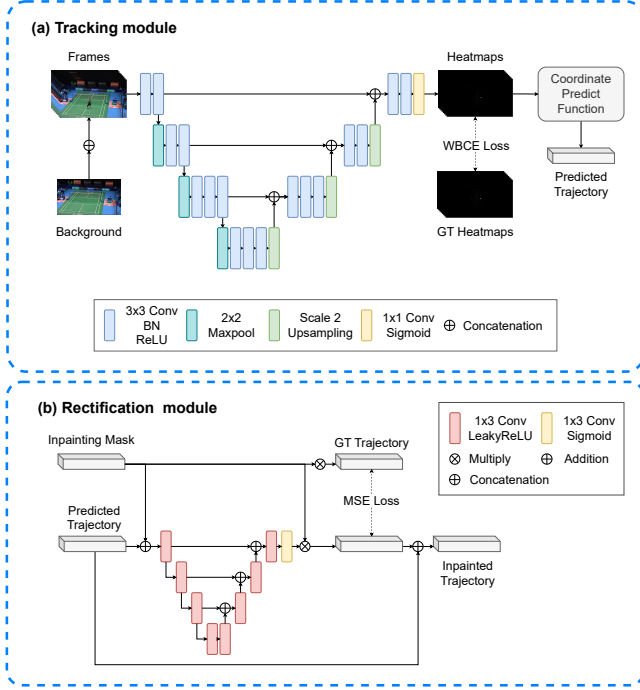 (a) Tracking module
Frames
Heatmaps
Coordinate
Predict
Function
WBCE Loss
Predicted
Trajectory
Background
GT Heatmaps
3x3 Conv
BN
ReLU
2x2
Maxpool
Scale 2
Upsampling
1x1 Conv
Sigmoid
Concatenation
(b) Rectification module
Inpainting Mask
GT Trajectory
1x3 Conv
LeakyReLU
1x3 Conv
Sigmoid
Multiply
Addition
Concatenation
MSE Loss
Predicted
Trajectory
Inpainted
Trajectory